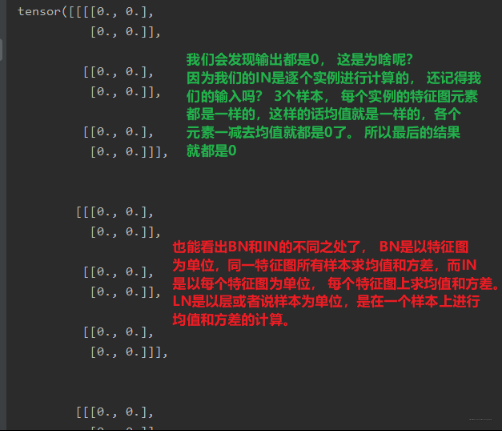 tensor([[[[0., 0.],
[0., 0.]],
[[0., 0.],
[0., 0.]],
[[0., 0.],
[0., 0.]]],
我们会发现输出都是0， 这是为啥呢？
因为我们的IN是逐个实例进行计算的， 还记得我
们的输入吗？ 3个样本， 每个实例的特征图元素
都是一样的，这样的话均值就是一样的，各个
元素一减去均值就都是0了。 所以最后的结果
就都是0
[[[0., 0.],
[0., 0.]],
[[0., 0.],
[0., 0.]],
[[0., 0.],
[0., 0.]]],
也能看出BN和IN的不同之处了， BN是以特征图
为单位，同一特征图所有样本求均值和方差，而IN
是以每个特征图为单位， 每个特征图上求均值和方差。
LN是以层或者说样本为单位，是在一个样本上进行
均值和方差的计算。
[[[0., 0.],
[0., 0.]],